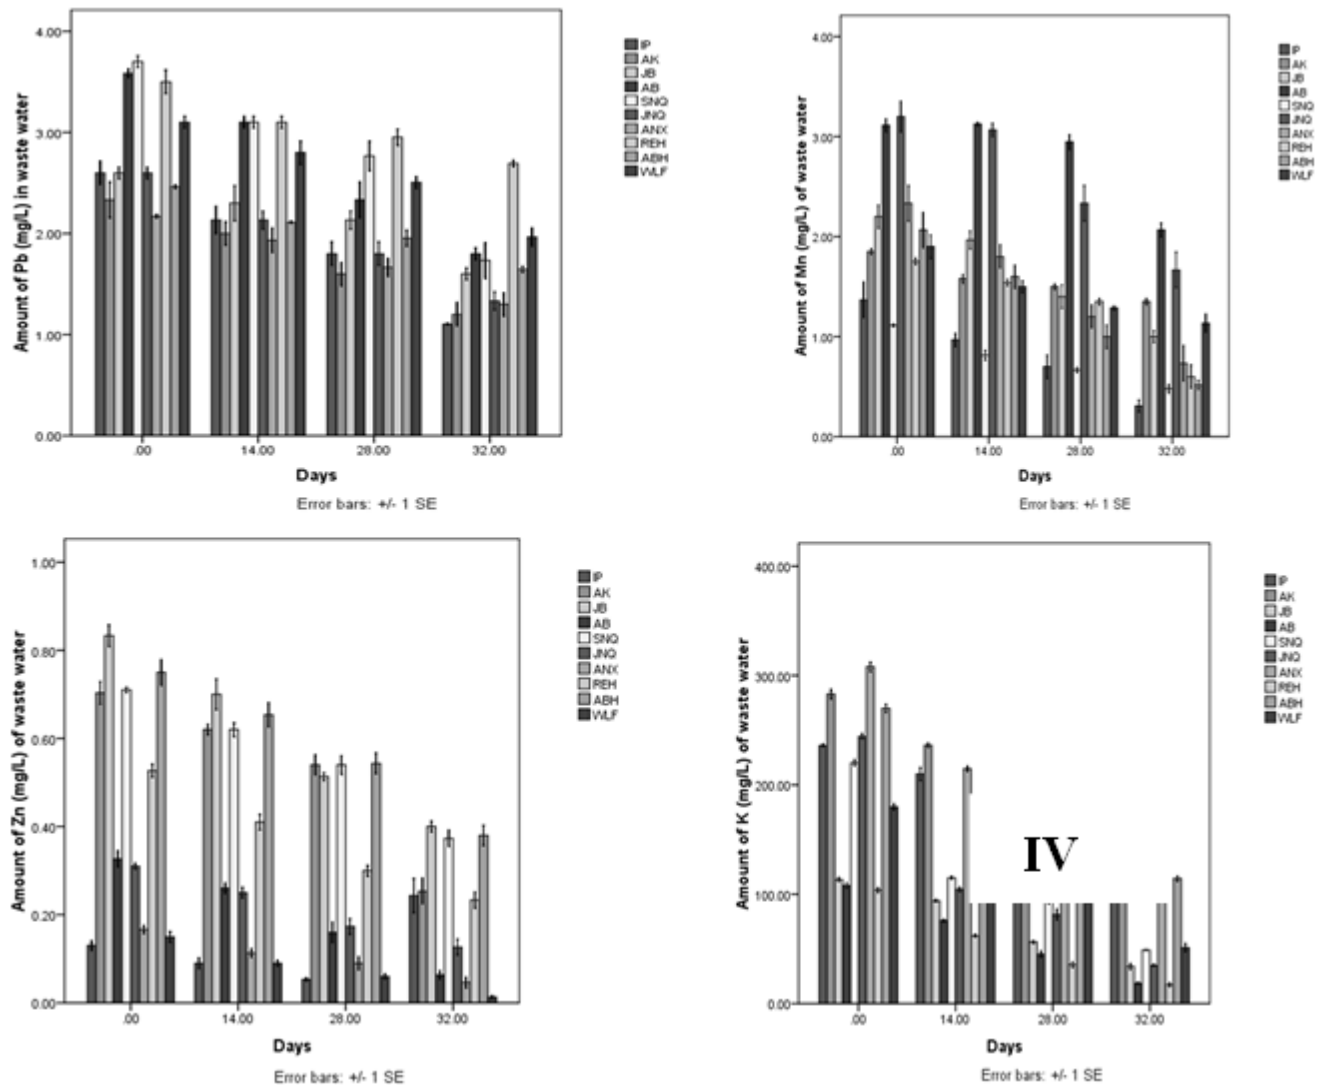 4.00
3.00
2.00
1.00
0.00
Amount of Pb (mg/L) in waste water
.00
14.00
28.00
32.00
Days
Error bars: +/- 1 SE
IP
AK
JB
AB
SNQ
JNQ
ANX
REH
ABH
WLF
4.00
3.00
2.00
1.00
0.00
Amount of Mn (mg/L) of waste water
.00
14.00
28.00
32.00
Days
Error bars: +/- 1 SE
IP
AK
JB
AB
SNQ
JNQ
ANX
REH
ABH
WLF
1.00
0.80
0.60
0.40
0.20
0.00
Amount of Zn (mg/L) of waste water
.00
14.00
28.00
32.00
Days
Error bars: +/- 1 SE
IP
AK
JB
AB
SNQ
JNQ
ANX
REH
ABH
WLF
400.00
300.00
200.00
100.00
0.00
Amount of K (mg/L) of waste water
IV
.00
14.00
28.00
32.00
Days
Error bars: +/- 1 SE
IP
AK
JB
AB
SNQ
JNQ
ANX
REH
ABH
WLF